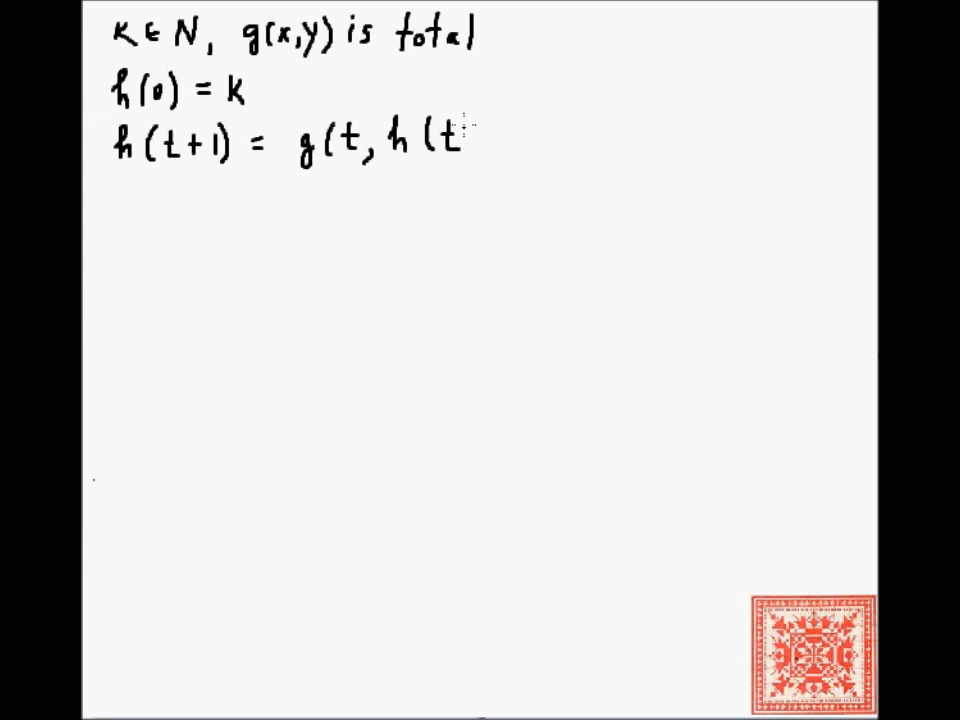 k ∈ N, g(x,y) is total
h(0) = k
h(t+1) = g(t, h(t